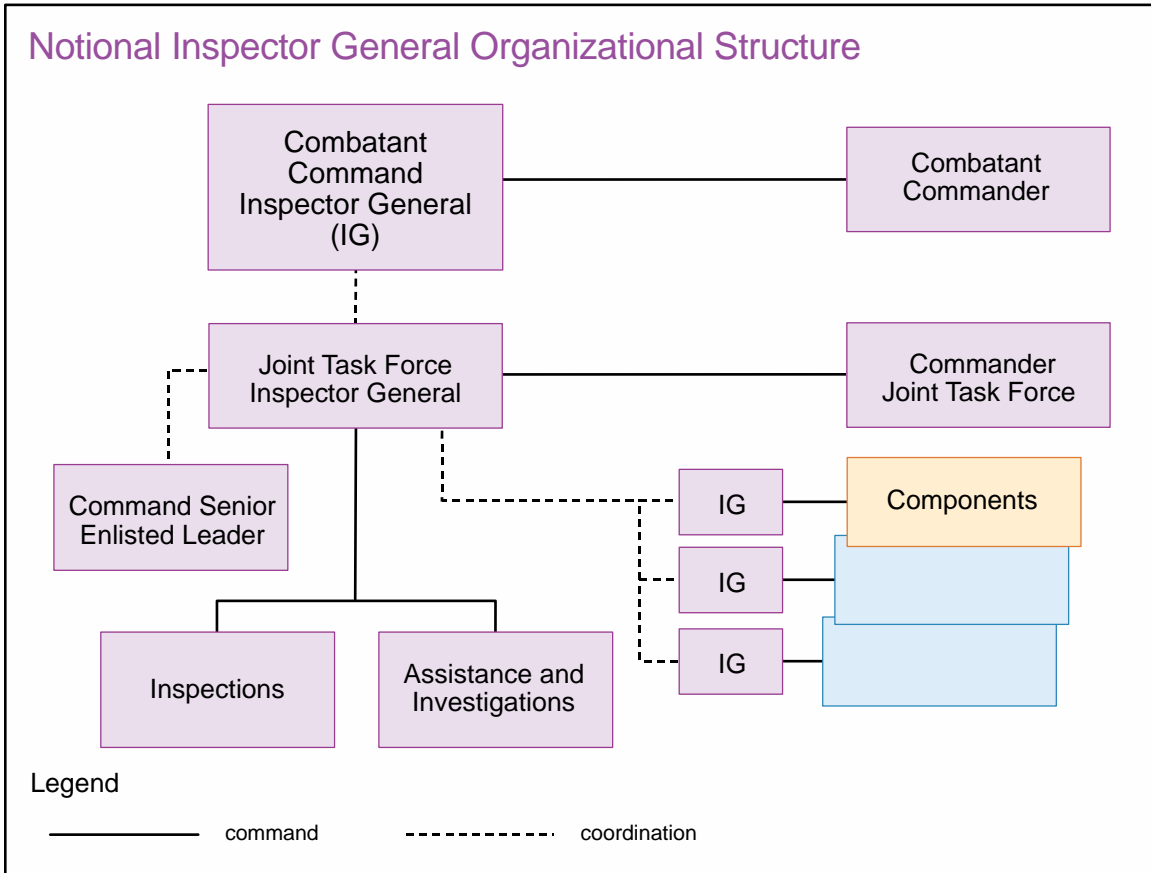 Notional Inspector General Organizational Structure
Combatant
Command
Inspector General
(IG)
Combatant
Commander
Joint Task Force
Inspector General
Commander
Joint Task Force
Command Senior
Enlisted Leader
IG
Components
IG
IG
Inspections
Assistance and
Investigations
Legend
command
coordination